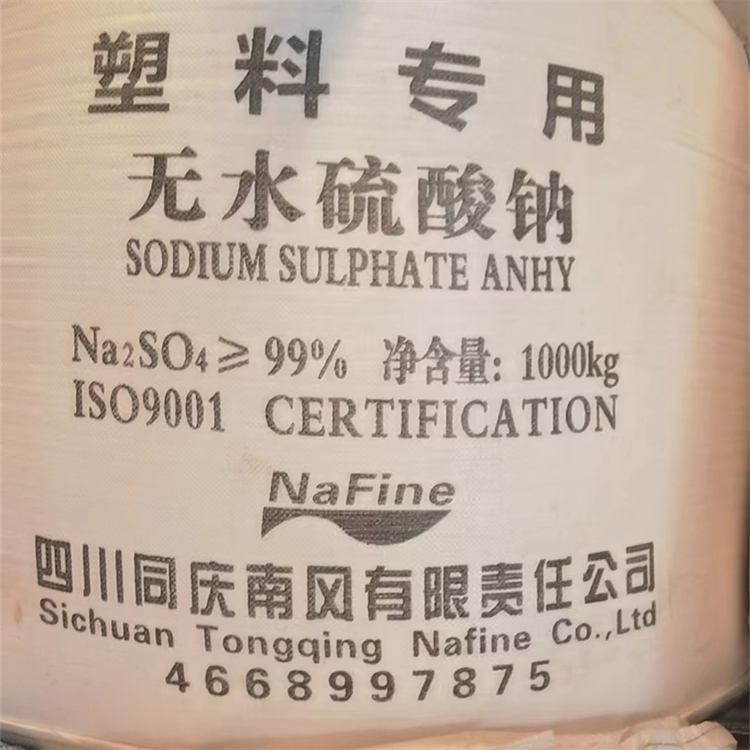 塑料专用
无水硫酸钠
SODIUM SULPHATE ANHY
Na₂SO₄≥99% 净含量：1000kg
ISO9001 CERTIFICATION
NaFine
四川同庆南风有限责任公司
Sichuan Tongqing Nafine Co.,Ltd
4668997875